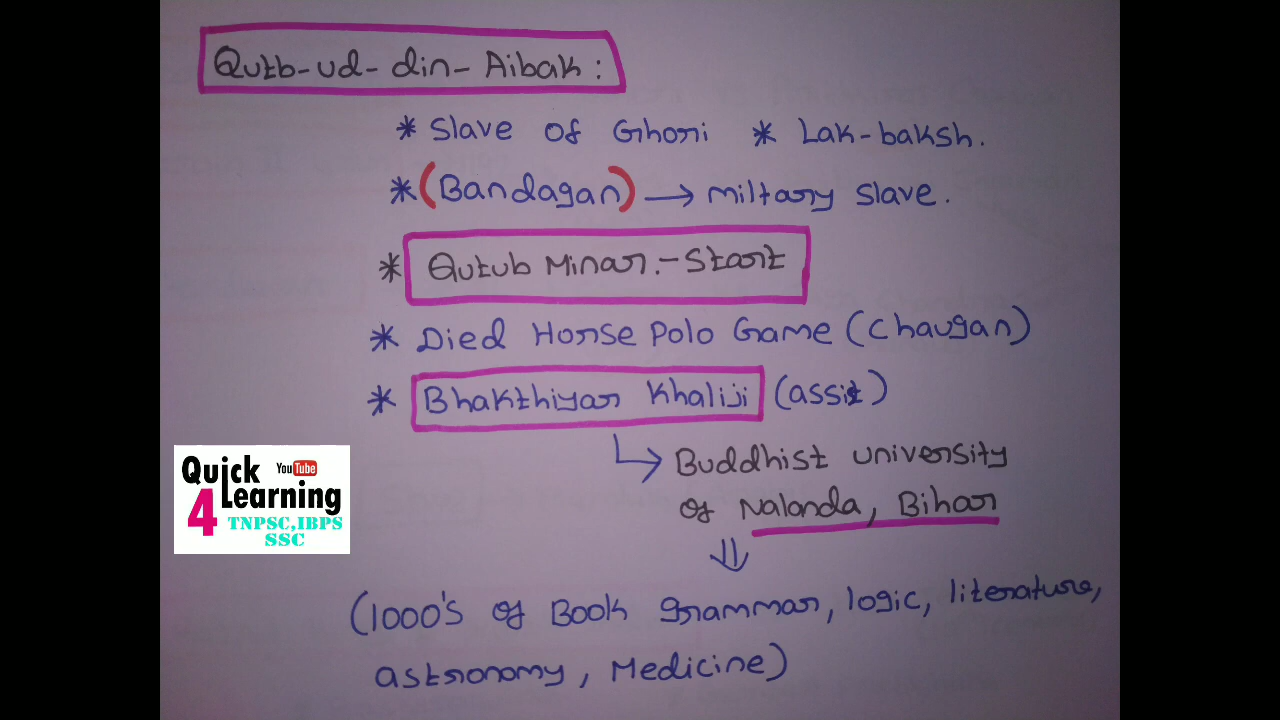 Qutb-ud-din-Aibak:
* Slave of Ghori * Lak-baksh.
* (Bandagan) → miltary slave.
* Qutub Minar.-Start
* Died Horse Polo Game (Chaugan)
* Bhakthiyar Khaliji (assit)
↳ Buddhist university
of Nalanda, Bihar
⇓
(1000's of Book grammar, logic, literature,
astronomy, Medicine)
Quick YouTube
4 Learning
TNPSC,IBPS
SSC